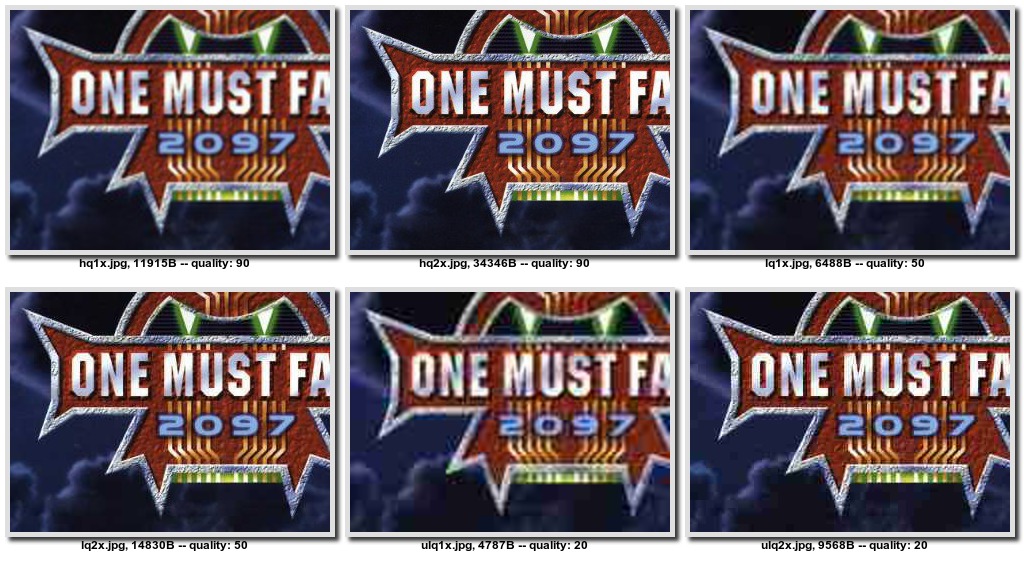 ONE MUST FA
2097
hq1x.jpg, 11915B -- quality: 90
ONE MUST FA
2097
hq2x.jpg, 34346B -- quality: 90
ONE MUST FA
2097
lq1x.jpg, 6488B -- quality: 50
ONE MUST FA
2097
lq2x.jpg, 14830B -- quality: 50
ONE MUST FA
2097
ulq1x.jpg, 4787B -- quality: 20
ONE MUST FA
2097
ulq2x.jpg, 9568B -- quality: 20